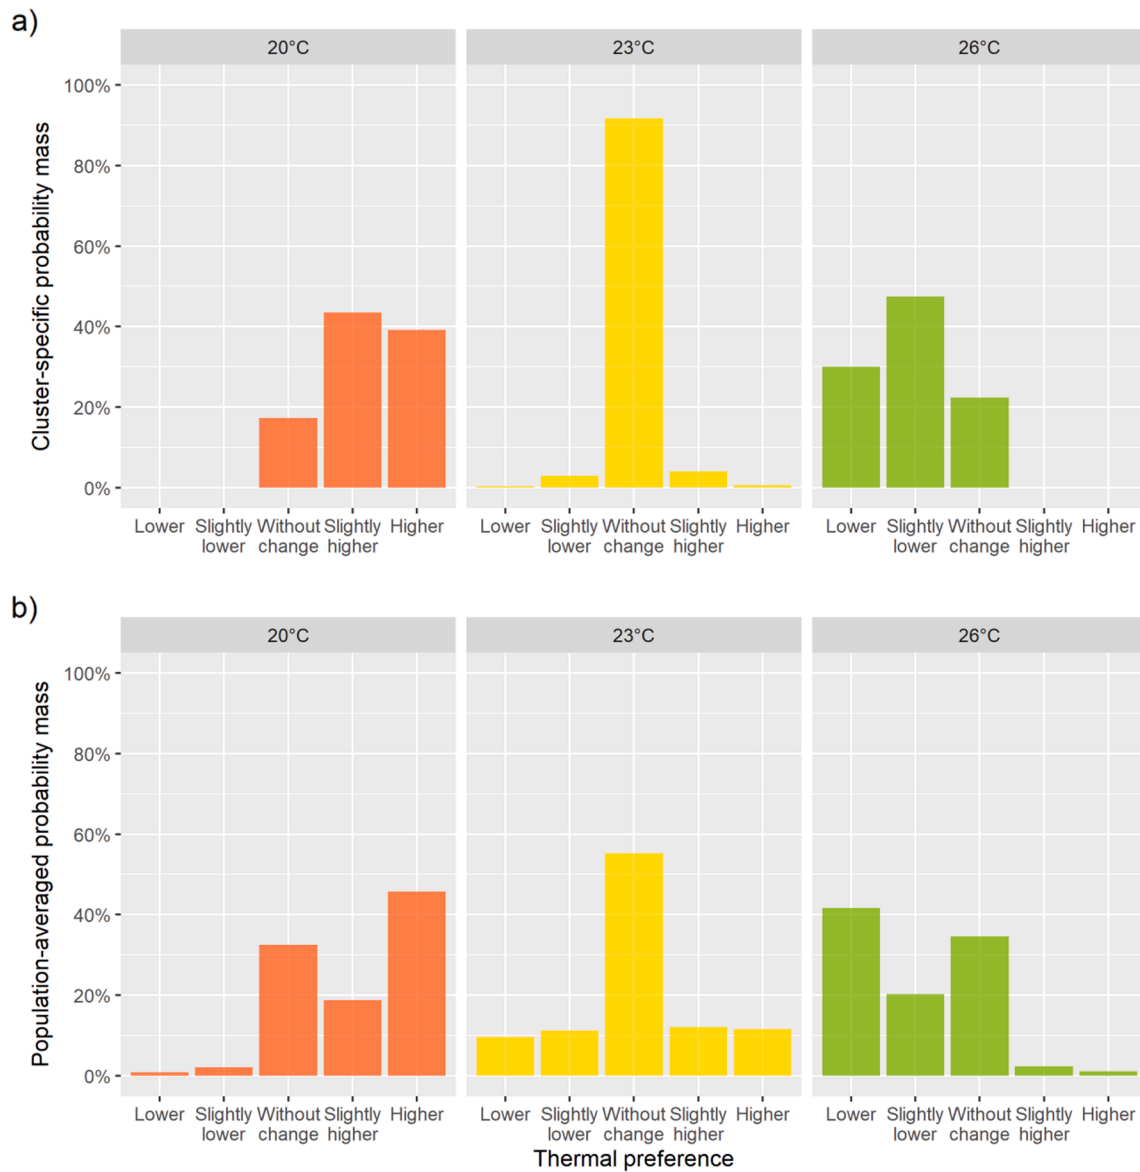 a)
20°C
23°C
26°C
Cluster-specific probability mass
100%
80%
60%
40%
20%
0%
Lower
Slightly
lower
Without
change
Slightly
higher
Higher
Lower
Slightly
lower
Without
change
Slightly
higher
Higher
Lower
Slightly
lower
Without
change
Slightly
higher
Higher
b)
20°C
23°C
26°C
Population-averaged probability mass
100%
80%
60%
40%
20%
0%
Lower
Slightly
lower
Without
change
Slightly
higher
Higher
Lower
Slightly
lower
Without
change
Slightly
higher
Higher
Lower
Slightly
lower
Without
change
Slightly
higher
Higher
Thermal preference